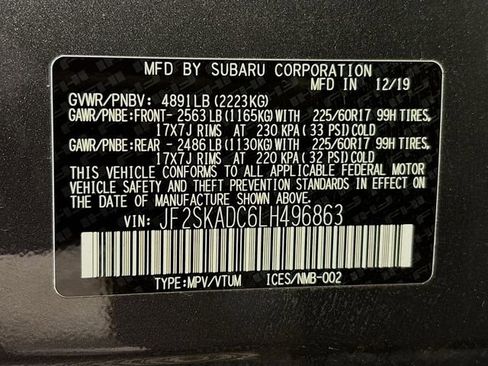 MFD BY SUBARU CORPORATION
MFD IN 12/19
GVWR/PNBV: 4891LB (2223KG)
GAWR/PNBE:FRONT- 2563LB (1165KG)WITH 225/60R17 99H TIRES,
17X7J RIMS AT 230 KPA (33 PSI)COLD
GAWR/PNBE:REAR - 2486LB (1130KG)WITH 225/60R17 99H TIRES,
17X7J RIMS AT 220 KPA (32 PSI)COLD
THIS VEHICLE CONFORMS TO ALL APPLICABLE FEDERAL MOTOR
VEHICLE SAFETY AND THEFT PREVENTION STANDARDS IN EFFECT ON
THE DATE OF MANUFACTURE SHOWN ABOVE.
VIN: JF2SKADC6LH496863
TYPE:MPV/VTUM ICES/NMB-002